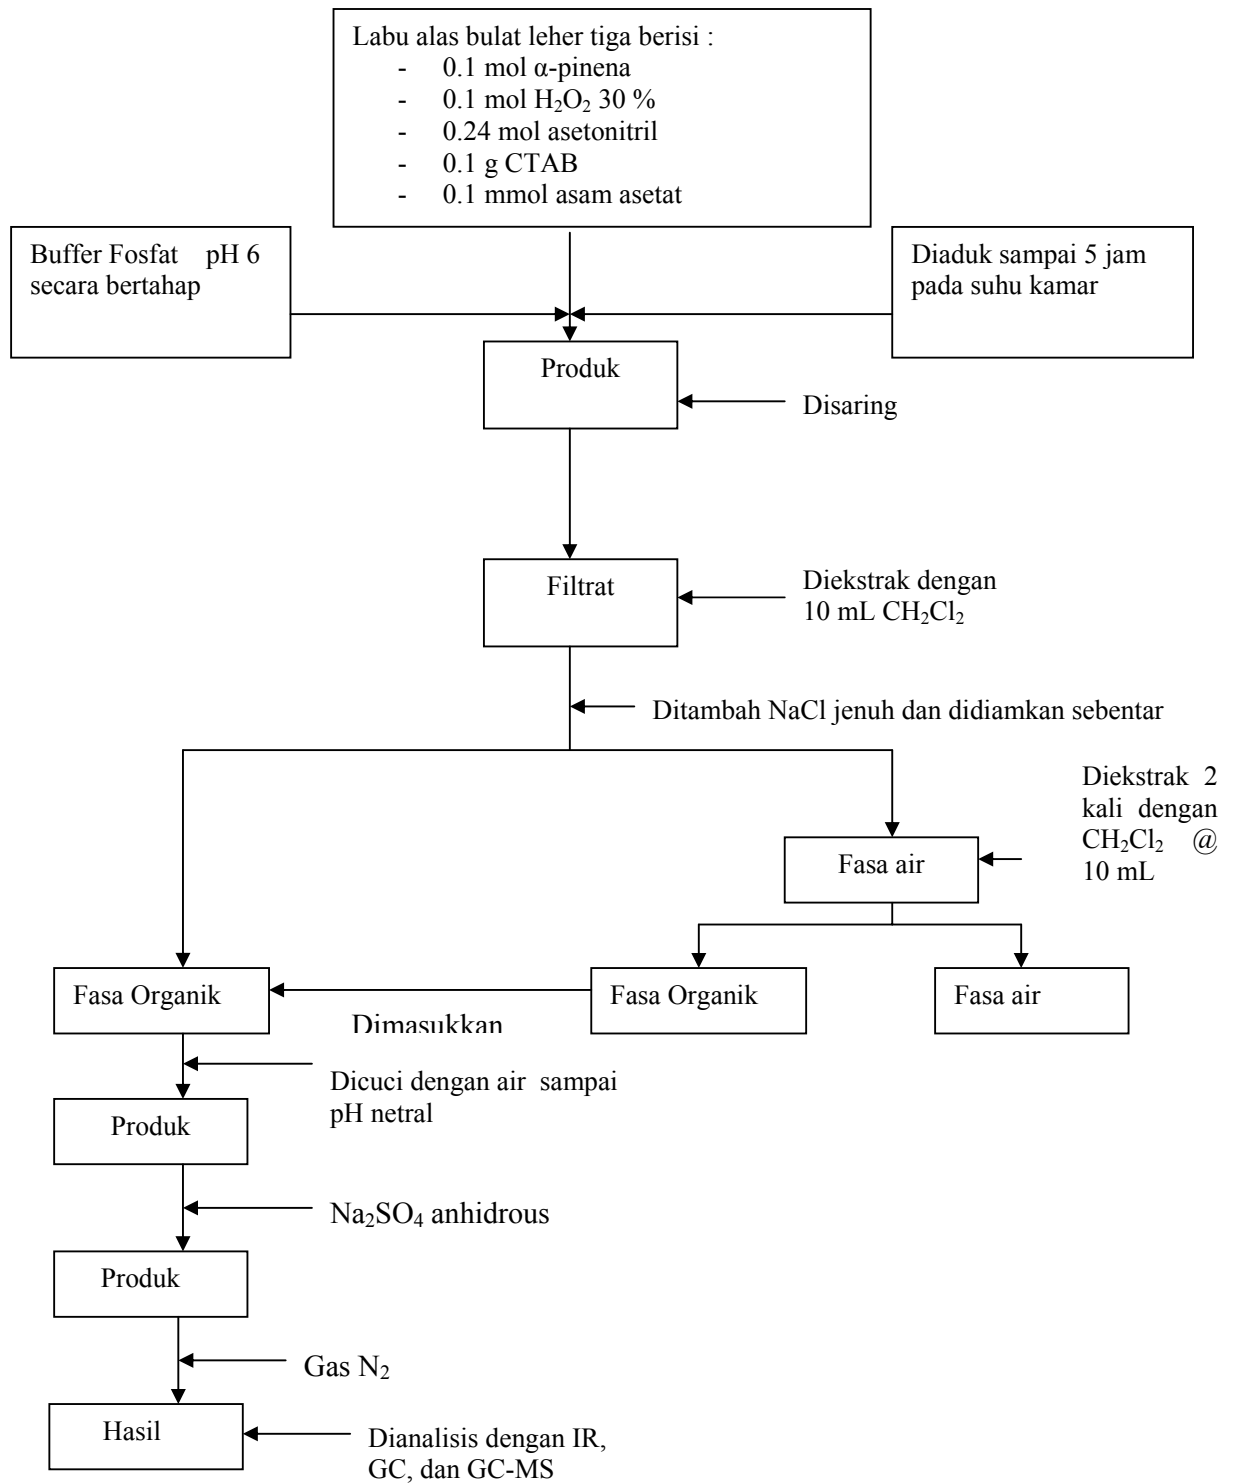 Labu alas bulat leher tiga berisi :
- 0.1 mol α-pinena
- 0.1 mol H₂O₂ 30 %
- 0.24 mol asetonitril
- 0.1 g CTAB
- 0.1 mmol asam asetat
Buffer Fosfat pH 6
secara bertahap
Diaduk sampai 5 jam
pada suhu kamar
Produk
Disaring
Filtrat
Diekstrak dengan
10 mL CH₂Cl₂
Ditambah NaCl jenuh dan didiamkan sebentar
Diekstrak 2
kali dengan
CH₂Cl₂ @
10 mL
Fasa air
Fasa Organik
Dimasukkan
Fasa Organik
Fasa air
Dicuci dengan air sampai
pH netral
Produk
Na₂SO₄ anhidrous
Produk
Gas N₂
Hasil
Dianalisis dengan IR,
GC, dan GC-MS